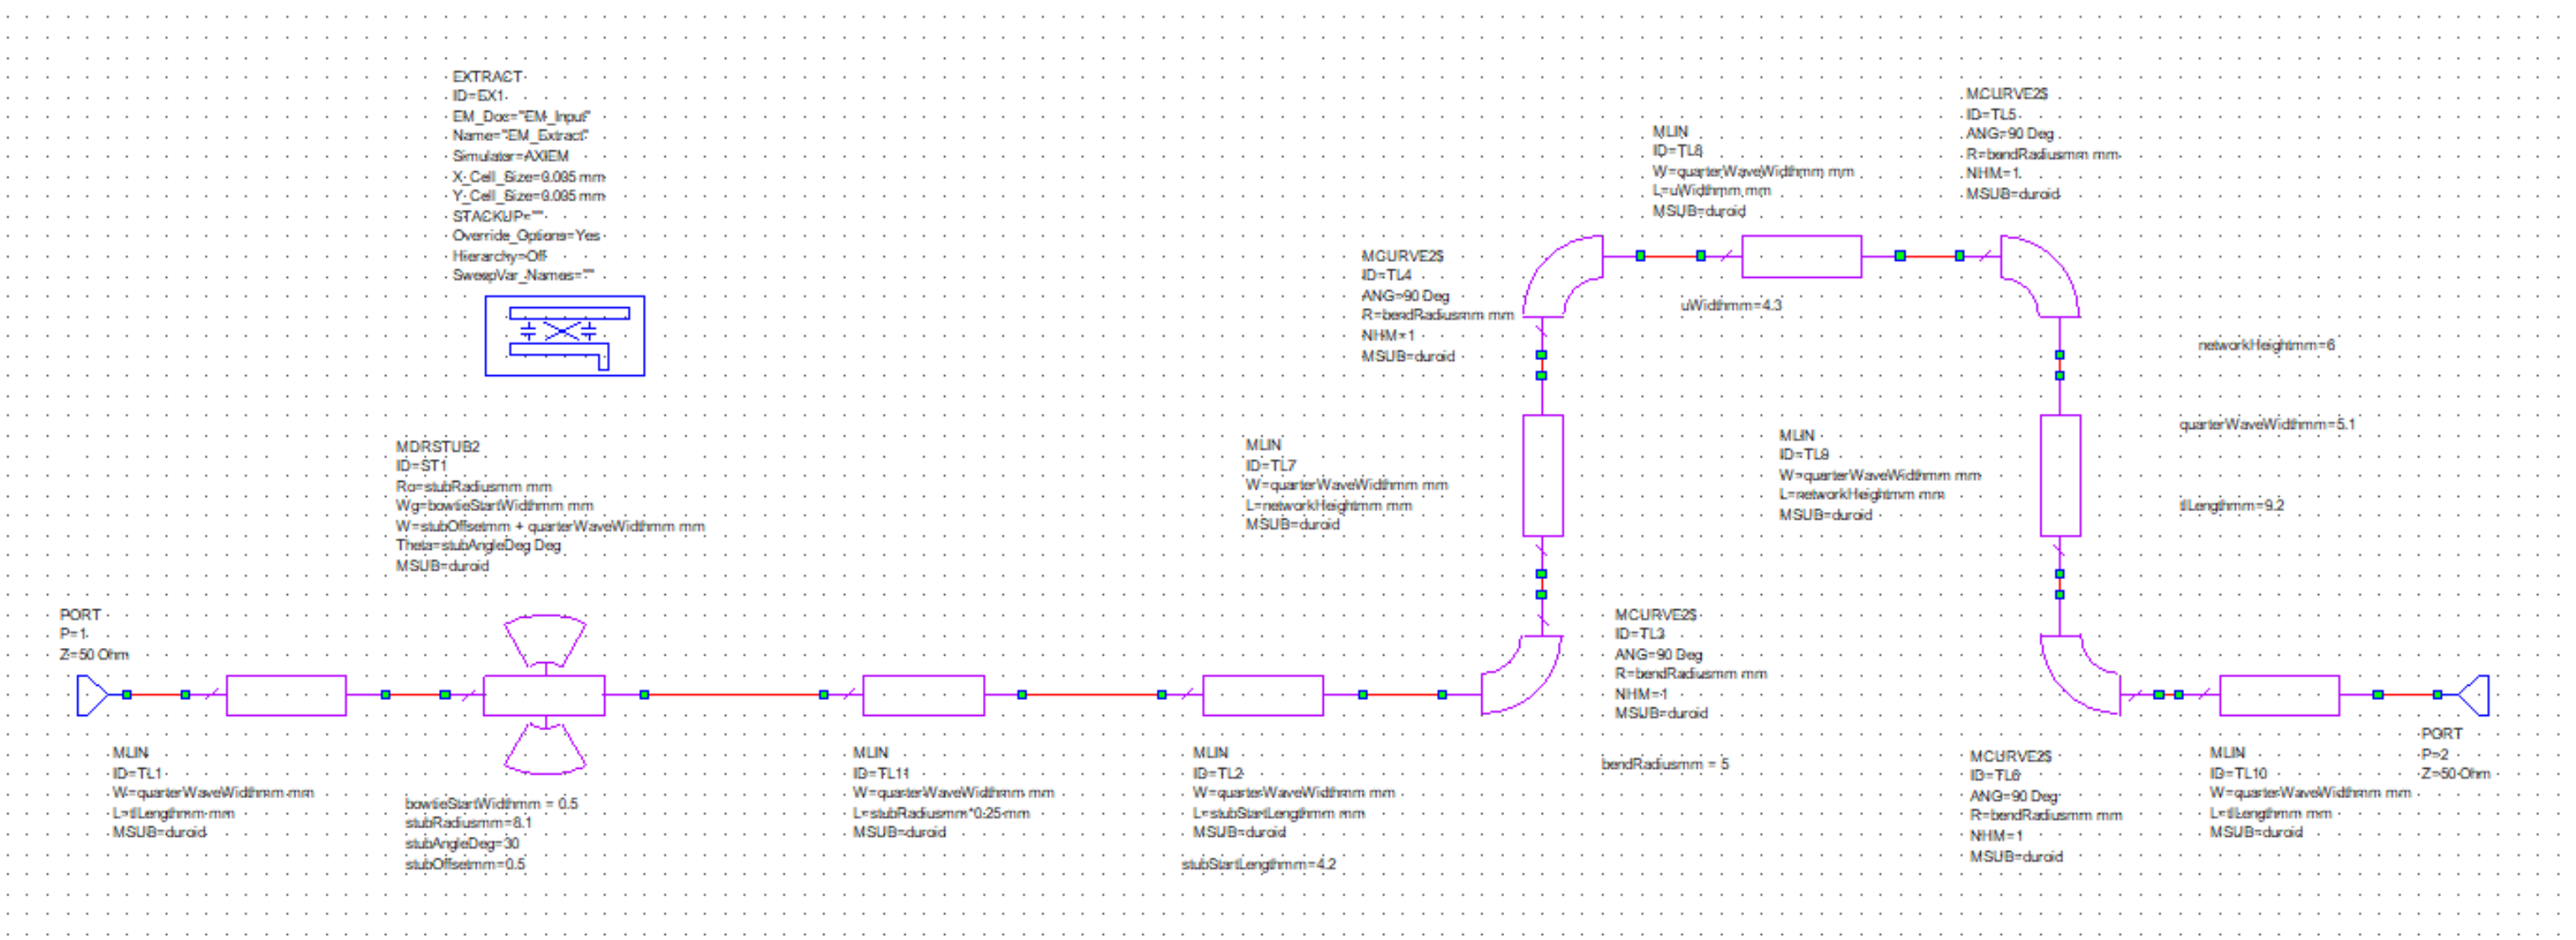 EXTRACT
ID=EX1
EM_Doc="EM_Input"
Name="EM_Extract"
Simulator=AXIEM
X_Cell_Size=0.095 mm
Y_Cell_Size=0.095 mm
STACKUP=""
Override_Options=Yes
Hierarchy=Off
SweepVar_Names=""
MCURVE2$
ID=TL5
ANG=90 Deg
R=bendRadiusmm mm
NHM=1
MSUB=duroid
MLIN
ID=TL8
W=quarterWaveWidthmm mm
L=uWidthmm mm
MSUB=duroid
MCURVE2$
ID=TL4
ANG=90 Deg
R=bendRadiusmm mm
NHM=1
MSUB=duroid
uWidthmm=4.3
networkHeightmm=6
quarterWaveWidthmm=5.1
tlLengthmm=9.2
MDRSTUB2
ID=ST1
Ro=stubRadiusmm mm
Wg=bowtieStartWidthmm mm
W=stubOffsetmm + quarterWaveWidthmm mm
Theta=stubAngleDeg Deg
MSUB=duroid
MLIN
ID=TL7
W=quarterWaveWidthmm mm
L=networkHeightmm mm
MSUB=duroid
MLIN
ID=TL9
W=quarterWaveWidthmm mm
L=networkHeightmm mm
MSUB=duroid
PORT
P=1
Z=50 Ohm
MCURVE2$
ID=TL3
ANG=90 Deg
R=bendRadiusmm mm
NHM=1
MSUB=duroid
bendRadiusmm = 5
MLIN
ID=TL1
W=quarterWaveWidthmm mm
L=tlLengthmm mm
MSUB=duroid
bowtieStartWidthmm = 0.5
stubRadiusmm=8.1
stubAngleDeg=30
stubOffsetmm=0.5
MLIN
ID=TL11
W=quarterWaveWidthmm mm
L=stubRadiusmm*0.25 mm
MSUB=duroid
MLIN
ID=TL2
W=quarterWaveWidthmm mm
L=stubStartLengthmm mm
MSUB=duroid
stubStartLengthmm=4.2
MCURVE2$
ID=TL6
ANG=90 Deg
R=bendRadiusmm mm
NHM=1
MSUB=duroid
MLIN
ID=TL10
W=quarterWaveWidthmm mm
L=tlLengthmm mm
MSUB=duroid
PORT
P=2
Z=50 Ohm